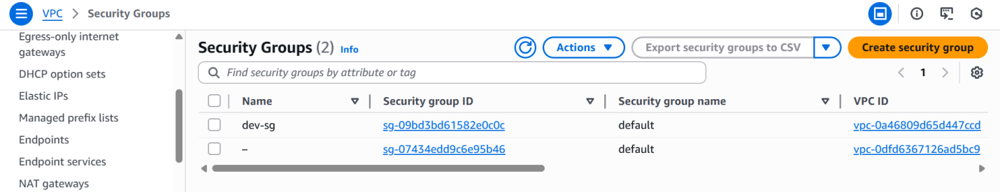 VPC > Security Groups
Egress-only internet
gateways
DHCP option sets
Elastic IPs
Managed prefix lists
Endpoints
Endpoint services
NAT gateways
Security Groups (2) Info
Actions
Export security groups to CSV
Create security group
Find security groups by attribute or tag
1
Name Security group ID Security group name VPC ID
dev-sg sg-09bd3bd61582e0c0c default vpc-0a46809d65d447ccd
– sg-07434edd9c6e95b46 default vpc-0dfd6367126ad5bc9